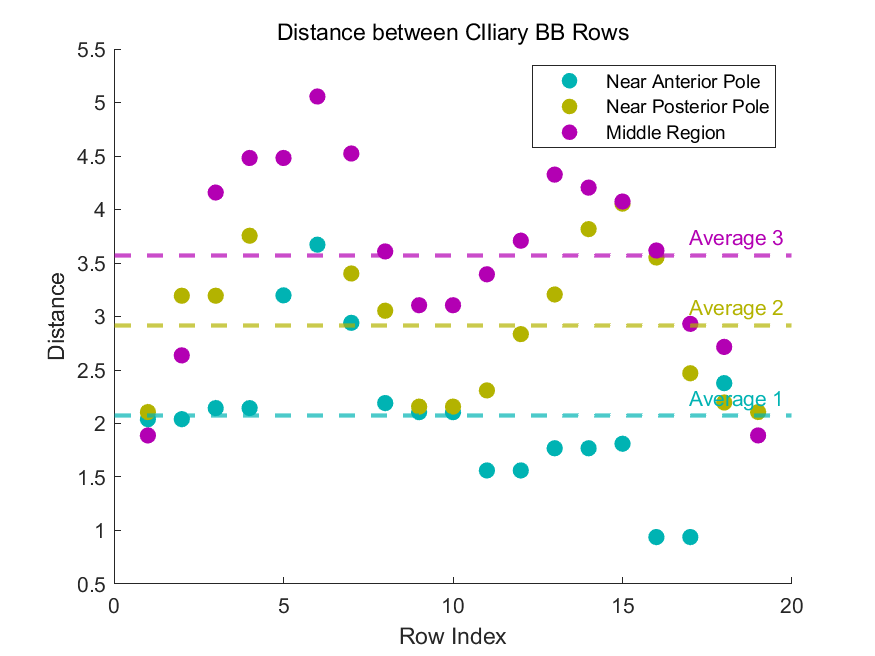 Distance between CIliary BB Rows
Near Anterior Pole
Near Posterior Pole
Middle Region
5.5
5
4.5
4
3.5
3
2.5
2
1.5
1
0.5
Average 3
Average 2
Average 1
Distance
0
5
10
15
20
Row Index